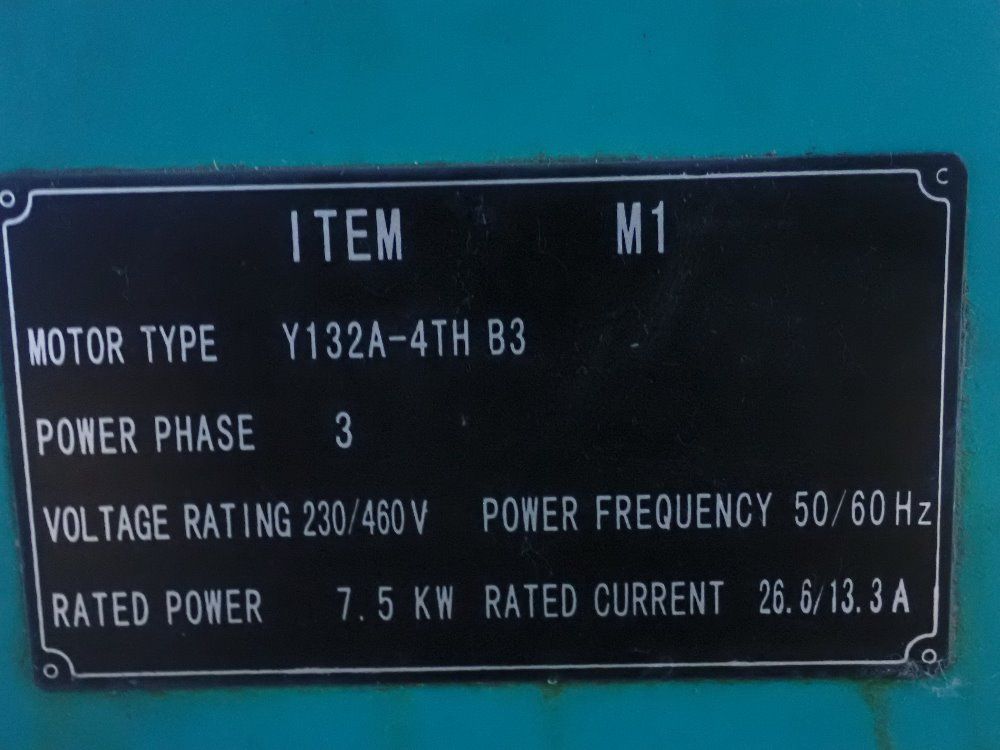 ITEM M1
MOTOR TYPE Y132A-4TH B3
POWER PHASE 3
VOLTAGE RATING 230/460V POWER FREQUENCY 50/60Hz
RATED POWER 7.5 KW RATED CURRENT 26.6/13.3A